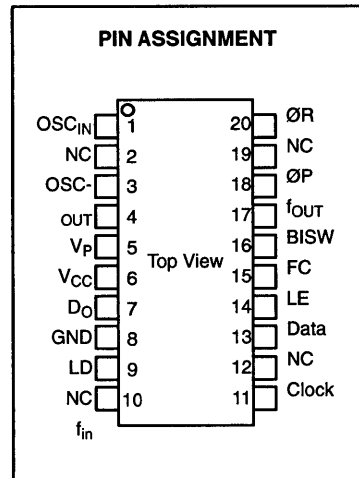 PIN ASSIGNMENT
OSCIN 1 20 ØR
NC 2 19 NC
OSC- 3 18 ØP
OUT 4 17 fOUT
VP 5 16 BISW
Top View
VCC 6 15 FC
DO 7 14 LE
GND 8 13 Data
LD 9 12 NC
NC 10 11 Clock
fin